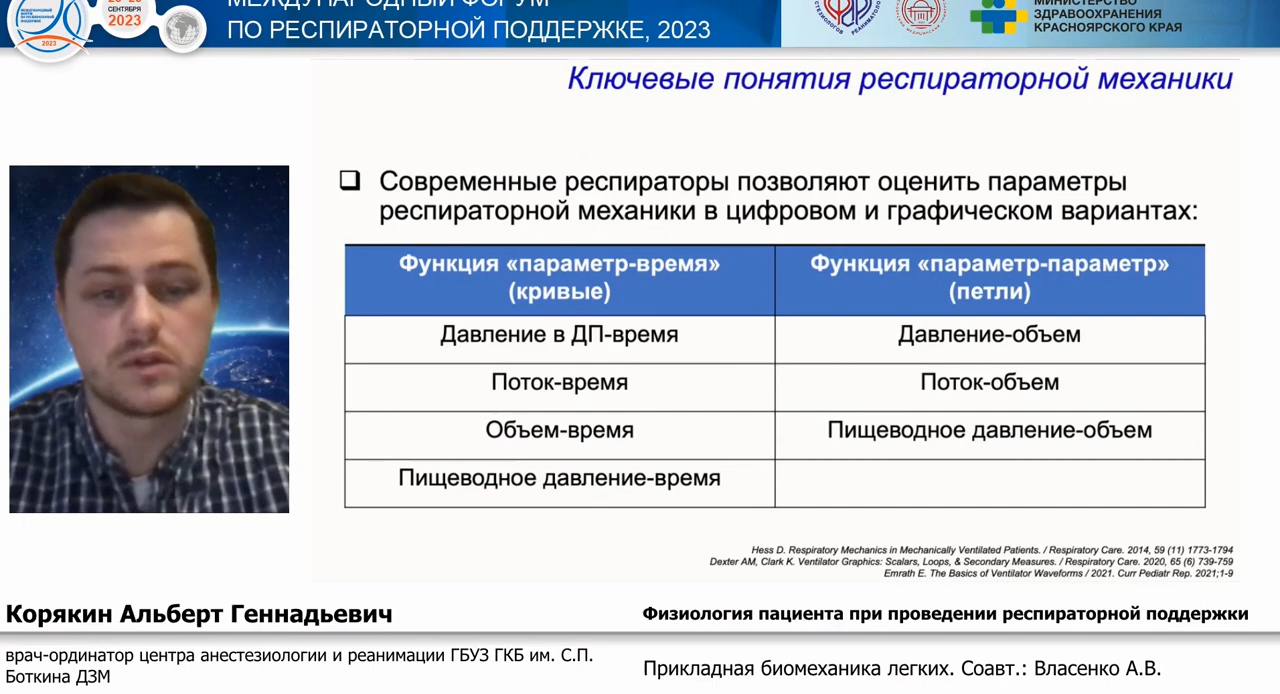 СЕНТЯБРЯ
2023
2023
МЕЖДУНАРОДНЫЙ ФОРУМ
ПО РЕСПИРАТОРНОЙ ПОДДЕРЖКЕ, 2023
МИНИСТЕРСТВО
ЗДРАВООХРАНЕНИЯ
КРАСНОЯРСКОГО КРАЯ
Ключевые понятия респираторной механики
Современные респираторы позволяют оценить параметры
респираторной механики в цифровом и графическом вариантах:
Функция «параметр-время»
(кривые)
Функция «параметр-параметр»
(петли)
Давление в ДП-время
Давление-объем
Поток-время
Поток-объем
Объем-время
Пищеводное давление-объем
Пищеводное давление-время
Hess D. Respiratory Mechanics in Mechanically Ventilated Patients. / Respiratory Care. 2014, 59 (11) 1773-1794
Dexter AM, Clark K. Ventilator Graphics: Scalars, Loops, & Secondary Measures. / Respiratory Care. 2020, 65 (6) 739-759
Emrath E. The Basics of Ventilator Waveforms / 2021. Curr Pediatr Rep. 2021;1-9
Корякин Альберт Геннадьевич
Физиология пациента при проведении респираторной поддержки
врач-ординатор центра анестезиологии и реанимации ГБУЗ ГКБ им. С.П.
Боткина ДЗМ
Прикладная биомеханика легких. Соавт.: Власенко А.В.